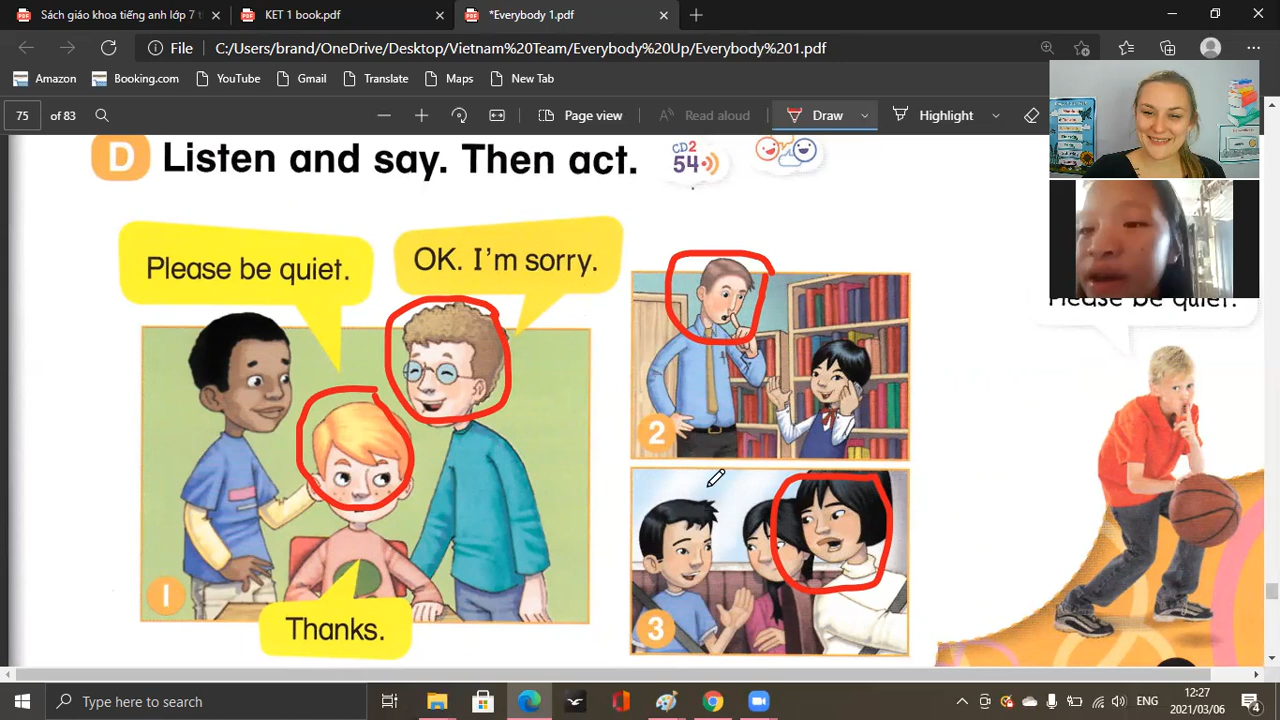 Sách giáo khoa tiếng anh lớp 7
KET 1 book.pdf
*Everybody 1.pdf
File
C:/Users/brand/OneDrive/Desktop/Vietnam%20Team/Everybody%20Up/Everybody%201.pdf
Amazon
Booking.com
YouTube
Gmail
Translate
Maps
New Tab
75 of 83
Page view
Read aloud
Draw
Highlight
D Listen and say. Then act.
CD2
54
Please be quiet.
OK. I'm sorry.
Please be quiet.
1
2
3
Thanks.
Type here to search
ENG
12:27
2021/03/06
4